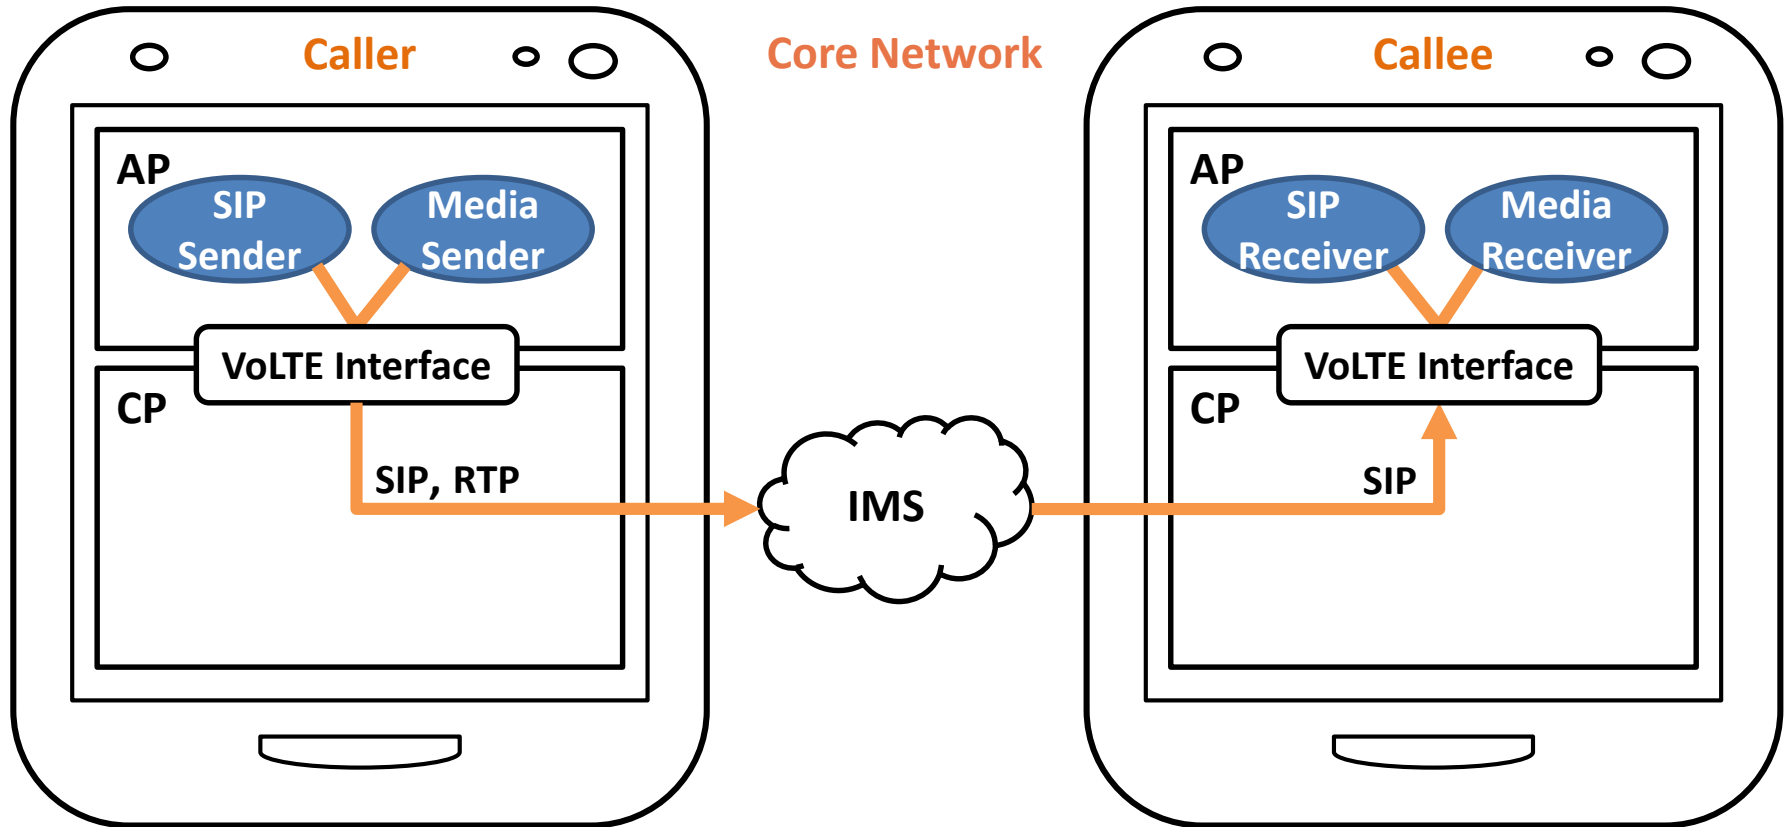 Caller
Core Network
Callee
AP
SIP
Sender
Media
Sender
VoLTE Interface
CP
SIP, RTP
IMS
AP
SIP
Receiver
Media
Receiver
VoLTE Interface
CP
SIP